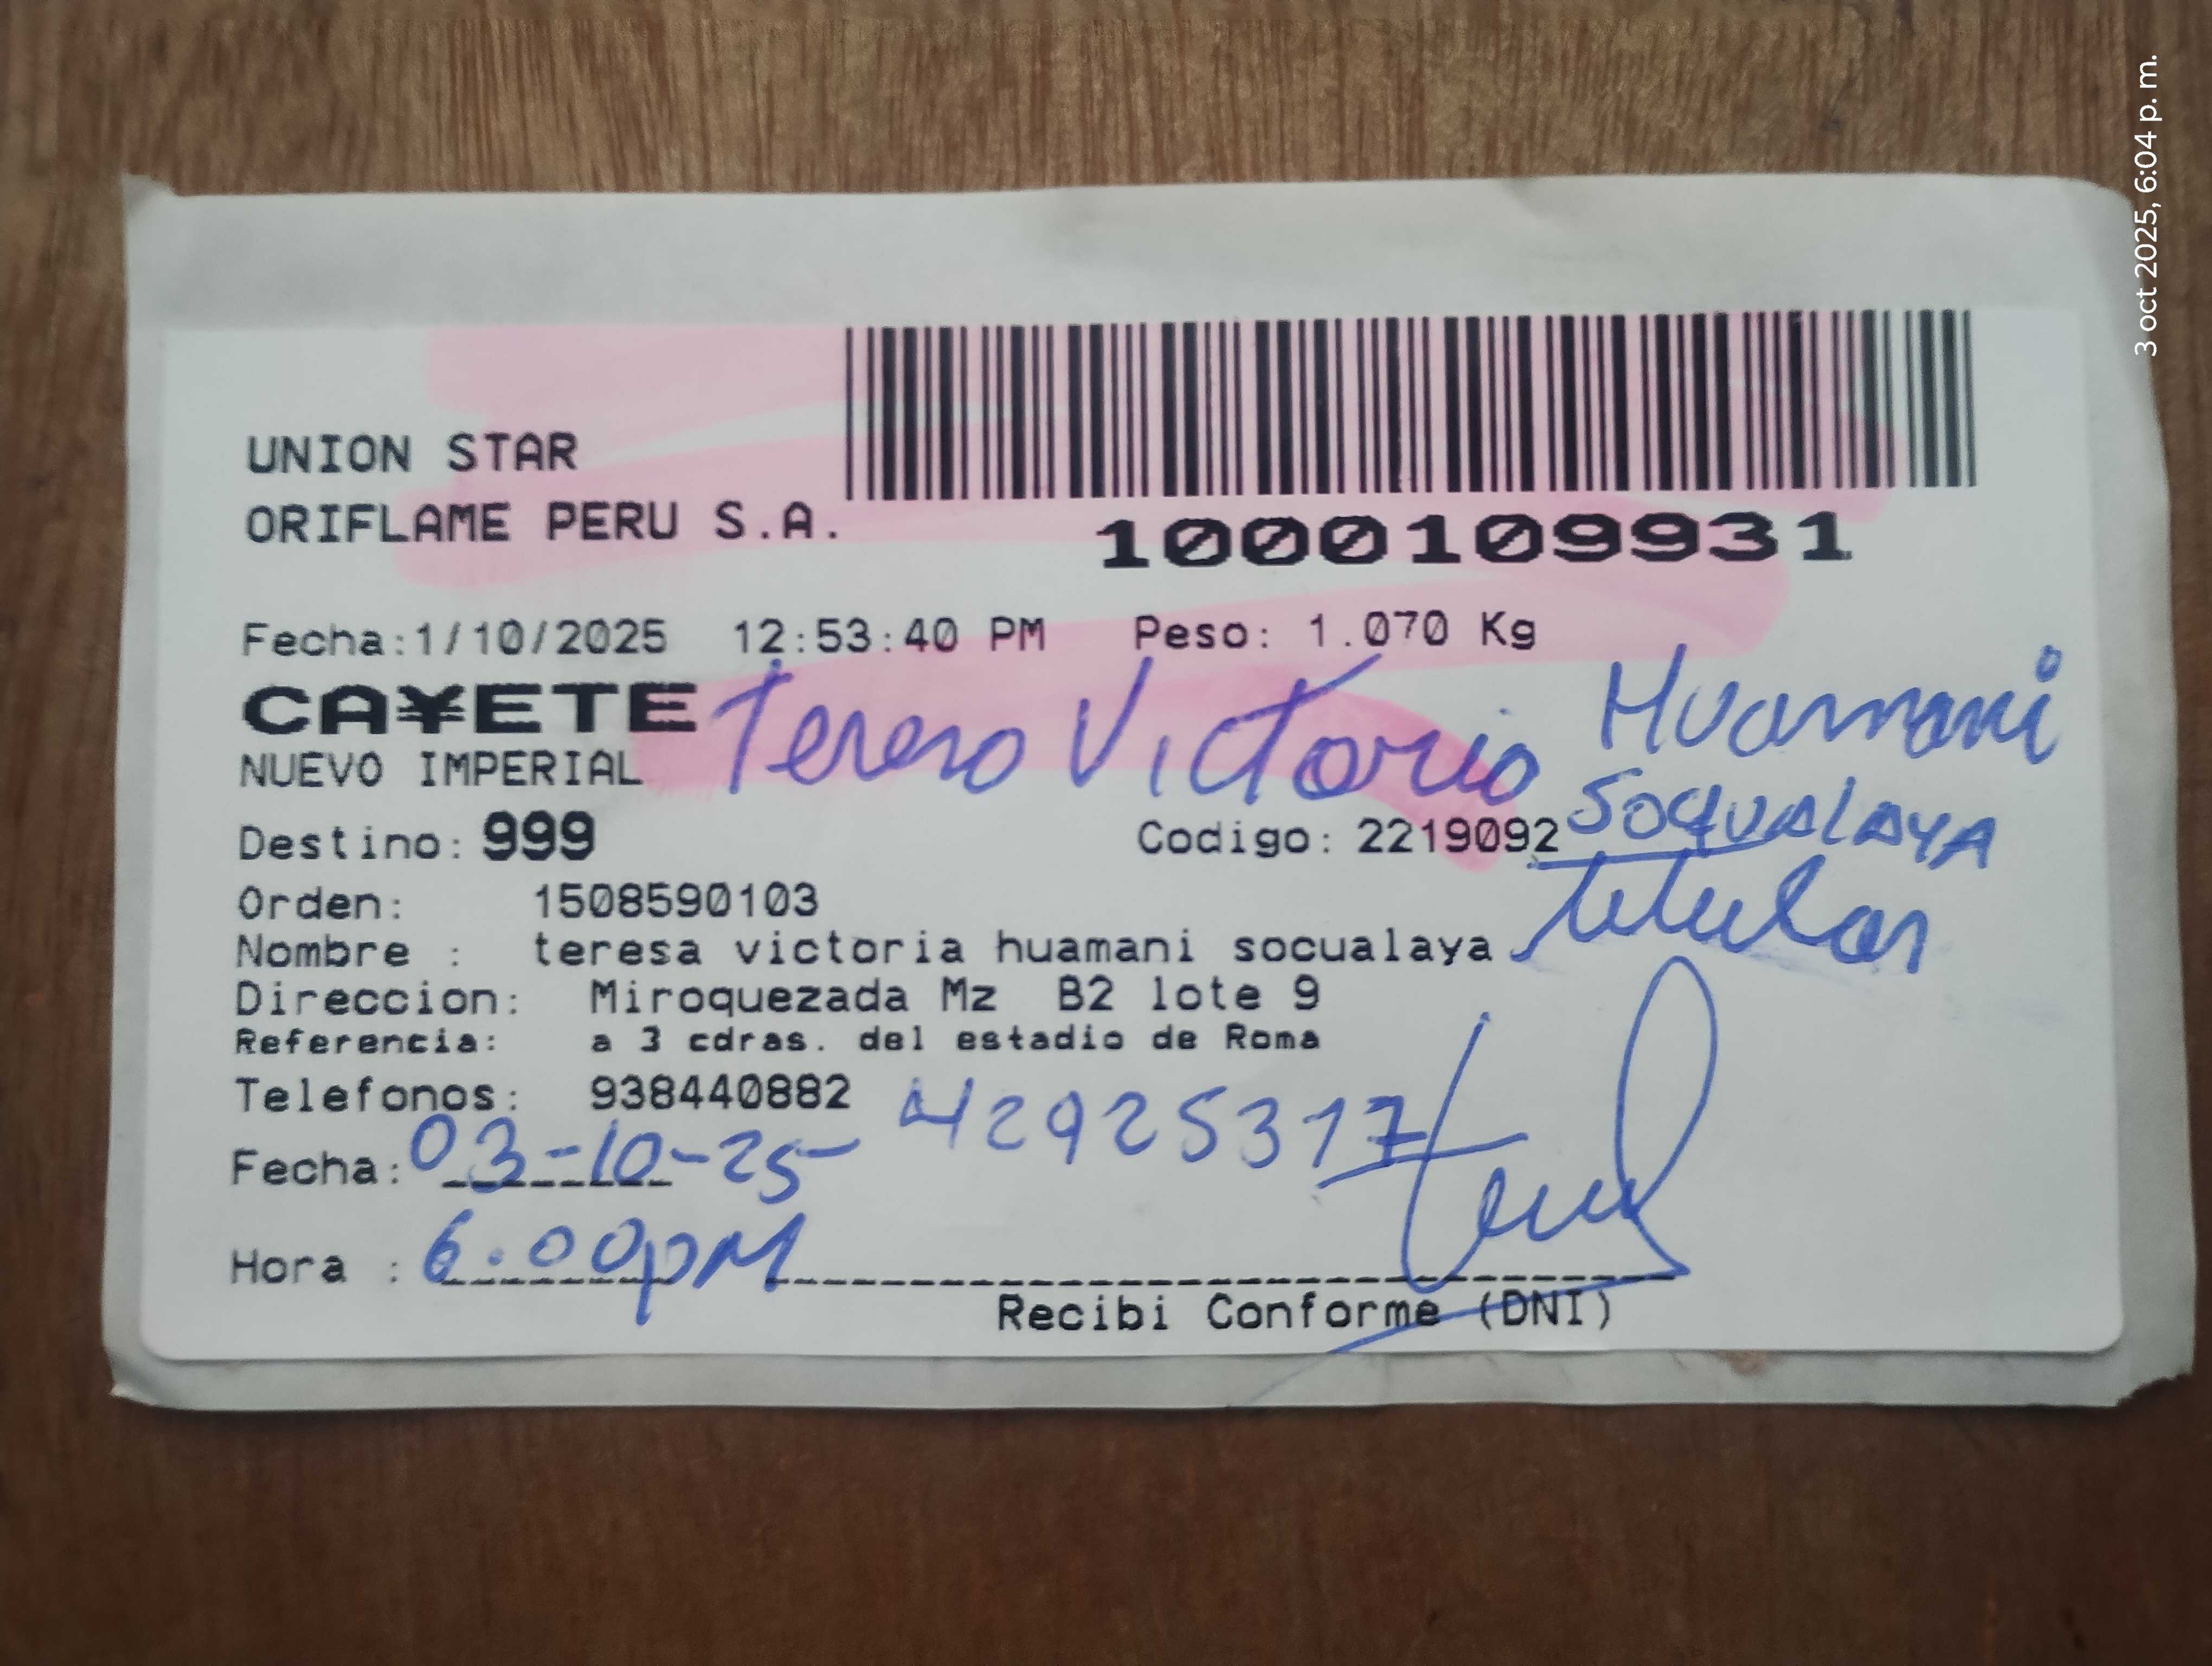 3 oct 2025, 6:04 p. m.
UNION STAR
ORIFLAME PERU S.A.
1000109931
Fecha:1/10/2025 12:53:40 PM Peso: 1.070 Kg
CA¥ETE Teresa Victoria Huamani
NUEVO IMPERIAL
Socqualaya
Destino: 999 Codigo: 2219092
titular
Orden: 1508590103
Nombre : teresa victoria huamani socualaya
Direccion: Miroquezada Mz B2 lote 9
Referencia: a 3 cdras. del estadio de Roma
Telefonos: 938440882 42925317
Fecha: 03-10-25
Hora : 6.00pm
Recibi Conforme (DNI)